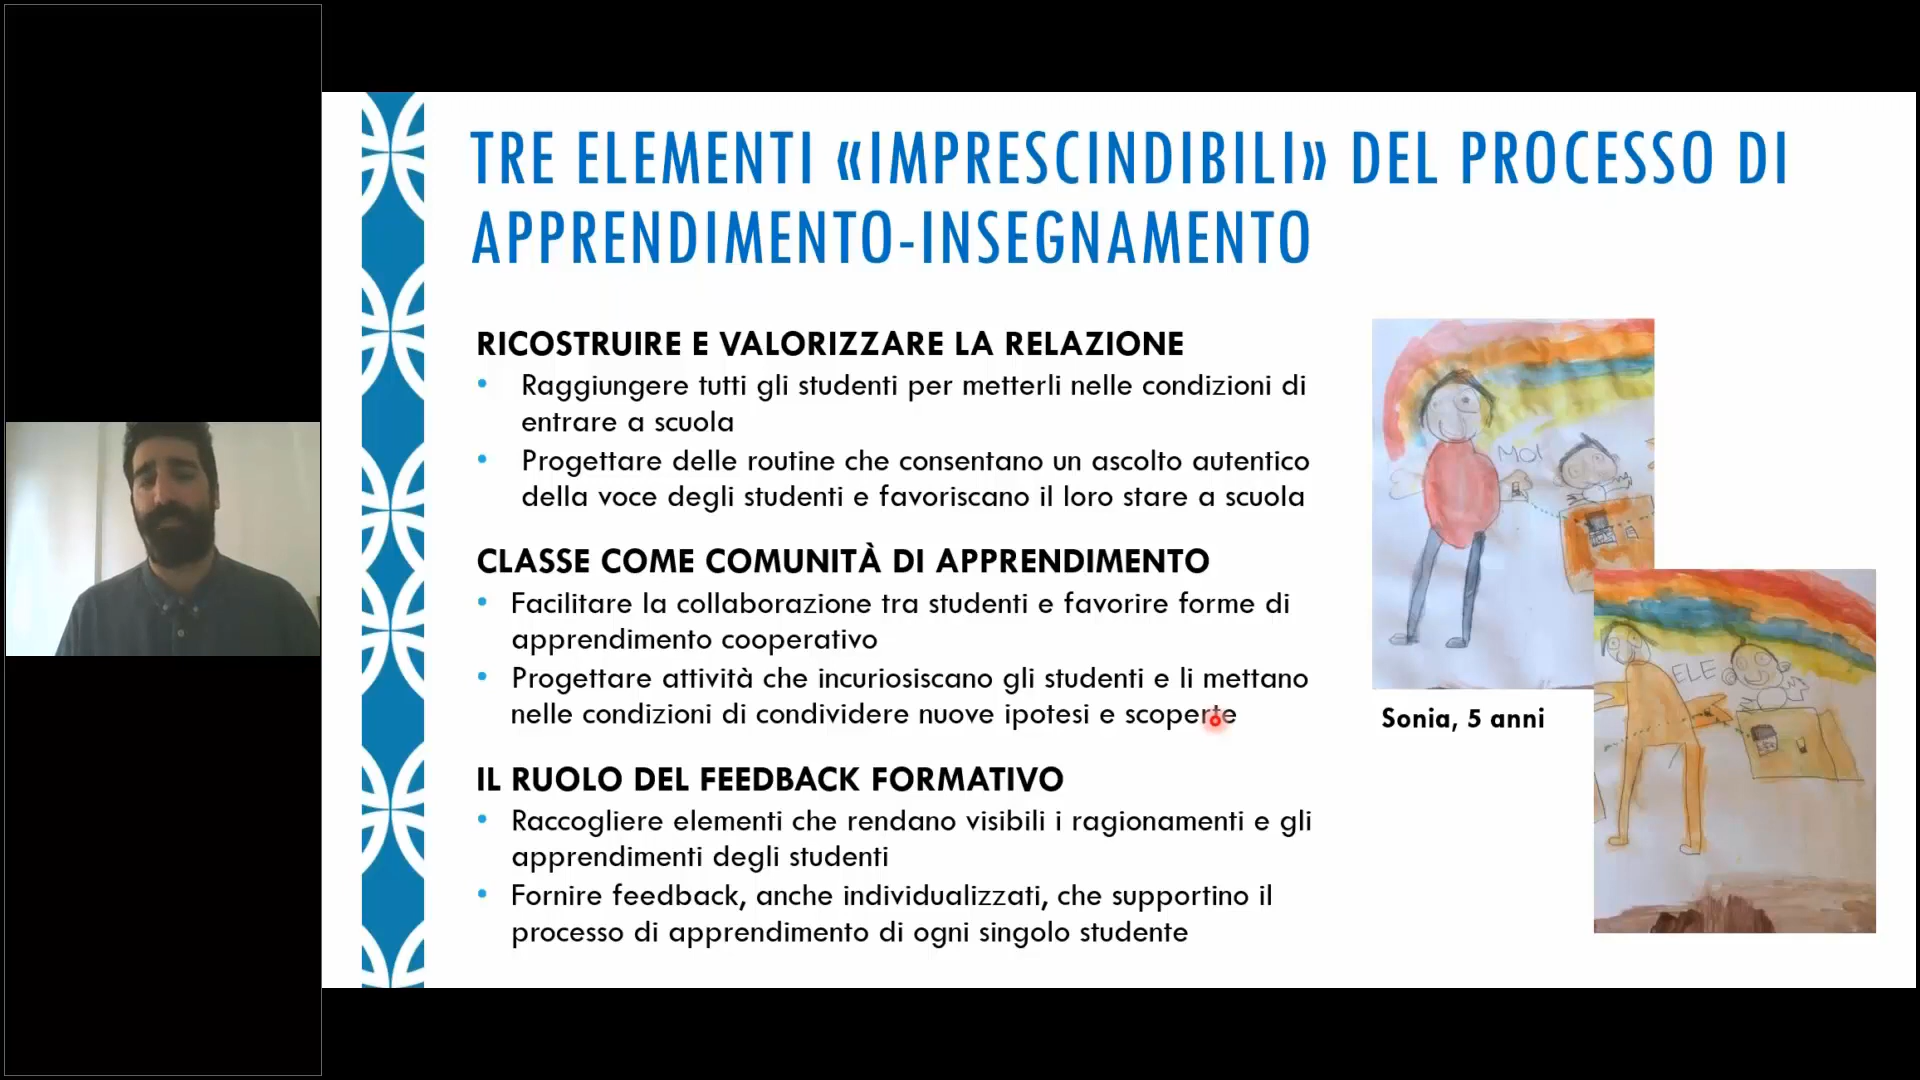 TRE ELEMENTI «IMPRESCINDIBILI» DEL PROCESSO DI
APPRENDIMENTO-INSEGNAMENTO
RICOSTRUIRE E VALORIZZARE LA RELAZIONE
• Raggiungere tutti gli studenti per metterli nelle condizioni di
entrare a scuola
• Progettare delle routine che consentano un ascolto autentico
della voce degli studenti e favoriscano il loro stare a scuola
CLASSE COME COMUNITÀ DI APPRENDIMENTO
• Facilitare la collaborazione tra studenti e favorire forme di
apprendimento cooperativo
• Progettare attività che incuriosiscano gli studenti e li mettano
nelle condizioni di condividere nuove ipotesi e scoperte
IL RUOLO DEL FEEDBACK FORMATIVO
• Raccogliere elementi che rendano visibili i ragionamenti e gli
apprendimenti degli studenti
• Fornire feedback, anche individualizzati, che supportino il
processo di apprendimento di ogni singolo studente
MOI
ELE
Sonia, 5 anni